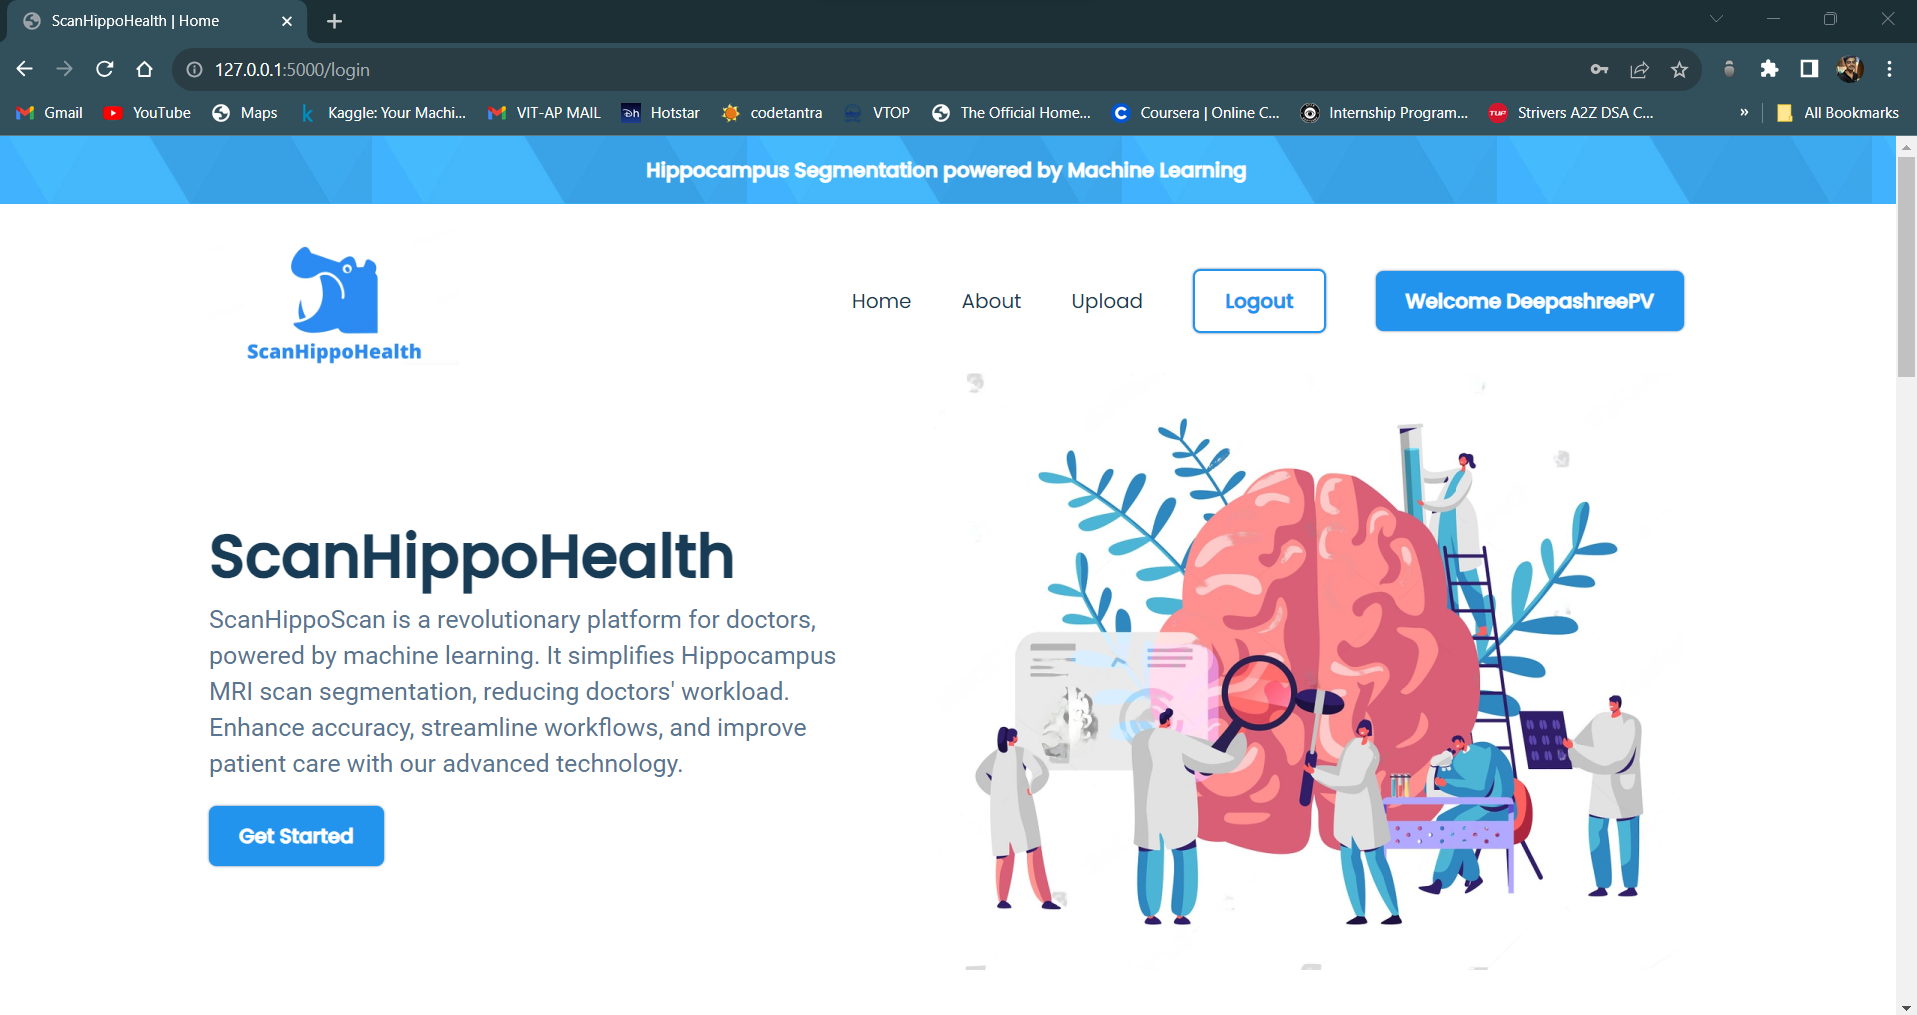 ScanHippoHealth | Home
127.0.0.1:5000/login
Gmail YouTube Maps Kaggle: Your Machi... VIT-AP MAIL Hotstar codetantra VTOP The Official Home... Coursera | Online C... Internship Program... Strivers A2Z DSA C... » All Bookmarks
Hippocampus Segmentation powered by Machine Learning
ScanHippoHealth
Home About Upload Logout Welcome DeepashreePV
ScanHippoHealth
ScanHippoScan is a revolutionary platform for doctors,
powered by machine learning. It simplifies Hippocampus
MRI scan segmentation, reducing doctors' workload.
Enhance accuracy, streamline workflows, and improve
patient care with our advanced technology.
Get Started